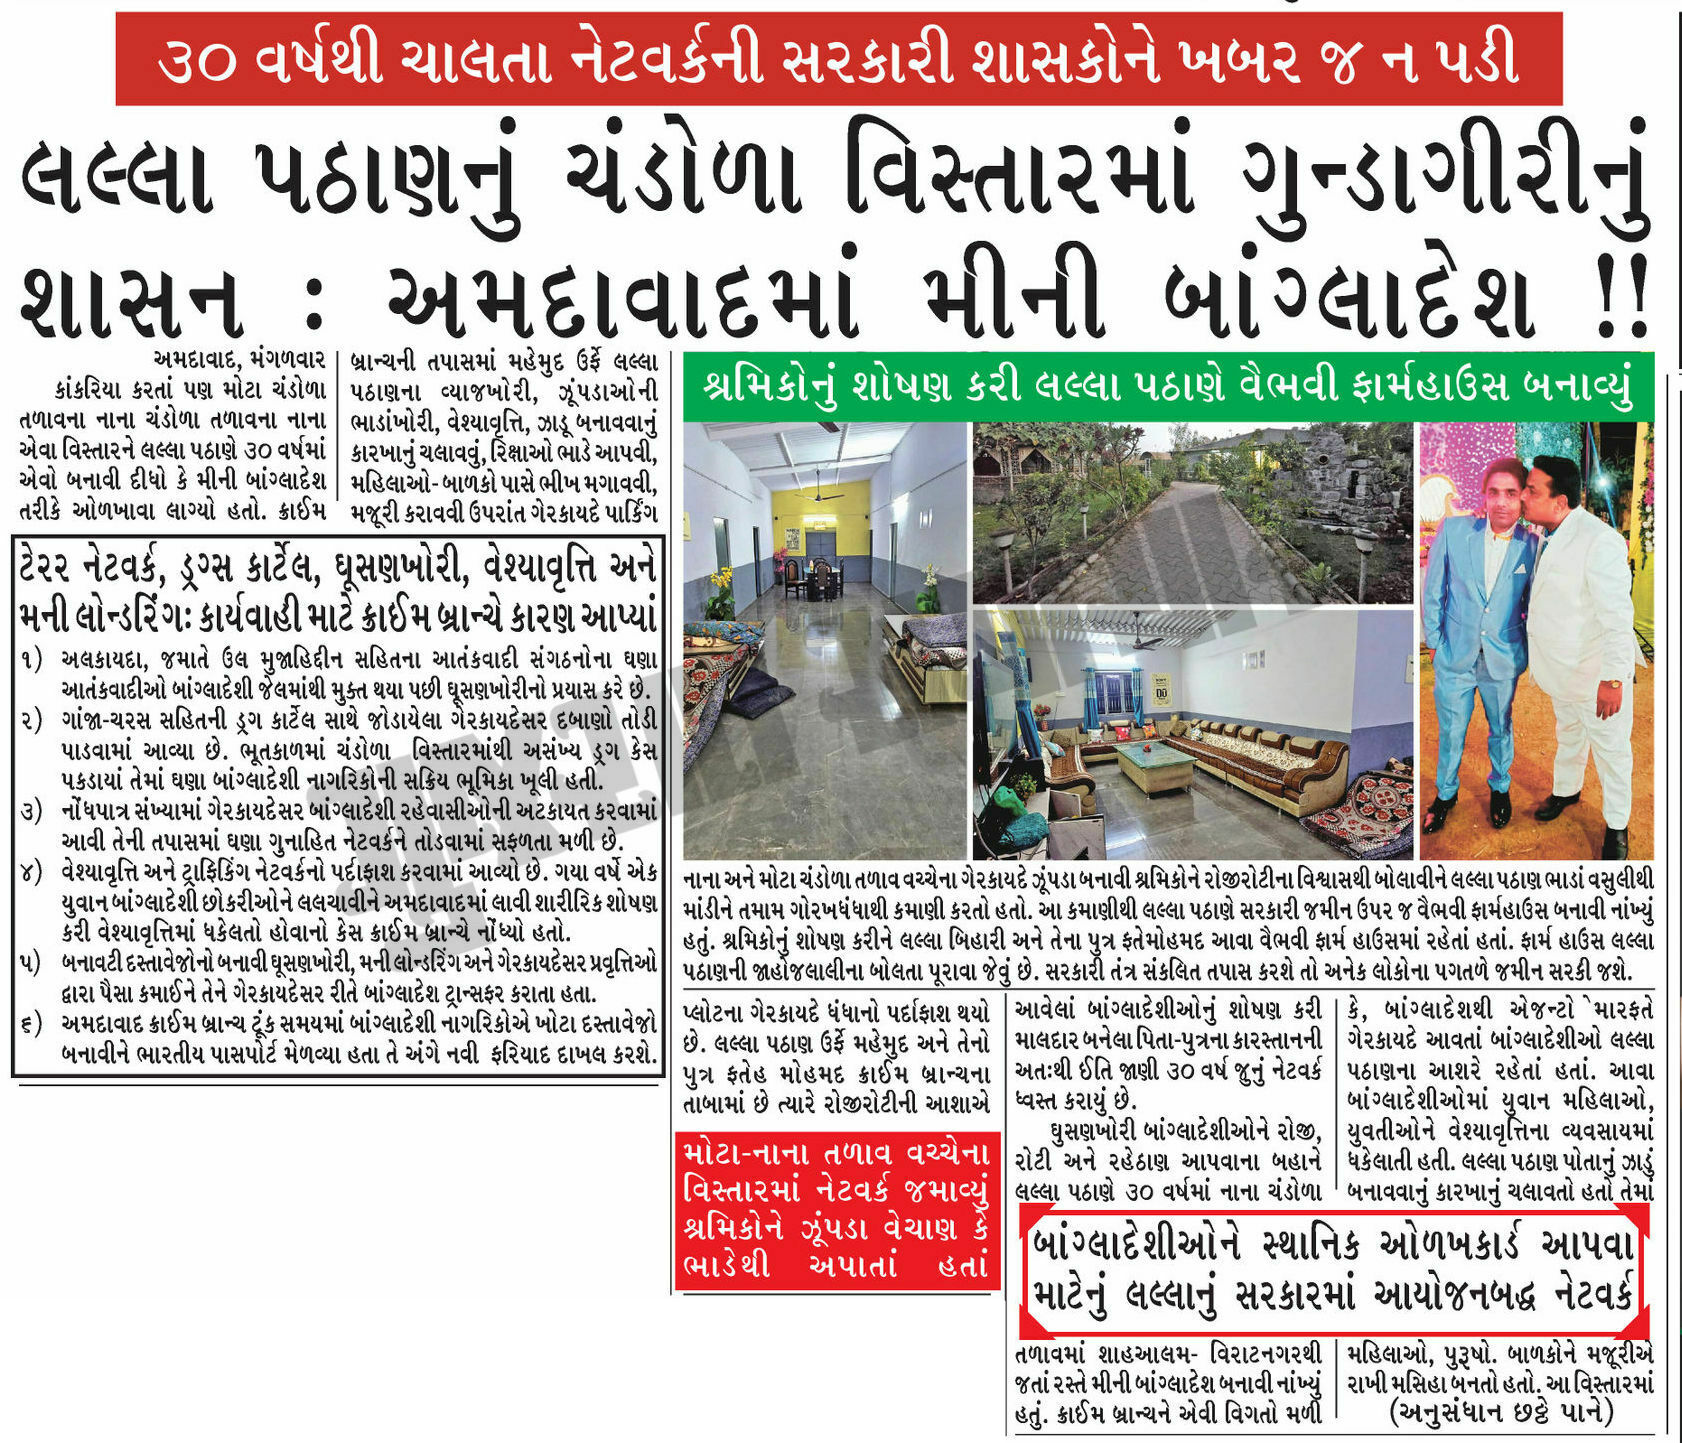 ૩૦ વર્ષથી ચાલતા નેટવર્કની સરકારી શાસકોને ખબર જ ન પડી
લલ્લા પઠાણનું ચંડોળા વિસ્તારમાં ગુન્ડાગીરીનું
શાસન : અમદાવાદમાં મીની બાંગ્લાદેશ !!
અમદાવાદ, મંગળવાર
કાંકરિયા કરતાં પણ મોટા ચંડોળા
તળાવના નાના ચંડોળા તળાવના નાના
એવા વિસ્તારને લલ્લા પઠાણે ૩૦ વર્ષમાં
એવો બનાવી દીધો કે મીની બાંગ્લાદેશ
તરીકે ઓળખાવા લાગ્યો હતો. ક્રાઈમ
બ્રાન્ચની તપાસમાં મહેમુદ ઉર્ફે લલ્લા
પઠાણના વ્યાજખોરી, ઝૂંપડાઓની
ભાડાંખોરી, વેશ્યાવૃત્તિ, ઝાડૂ બનાવવાનું
કારખાનું ચલાવવું, રિક્ષાઓ ભાડે આપવી,
મહિલાઓ- બાળકો પાસે ભીખ મગાવવી,
મજૂરી કરાવવી ઉપરાંત ગેરકાયદે પાર્કિંગ
ટેરર નેટવર્ક, ડ્રગ્સ કાર્ટેલ, ઘૂસણખોરી, વેશ્યાવૃત્તિ અને
મની લોન્ડરિંગઃ કાર્યવાહી માટે ક્રાઈમ બ્રાન્ચે કારણ આપ્યાં
૧) અલકાયદા, જમાતે ઉલ મુજાહિદ્દીન સહિતના આતંકવાદી સંગઠનોના ઘણા
આતંકવાદીઓ બાંગ્લાદેશી જેલમાંથી મુક્ત થયા પછી ઘૂસણખોરીનો પ્રયાસ કરે છે.
૨) ગાંજા-ચરસ સહિતની ડ્રગ કાર્ટેલ સાથે જોડાયેલા ગેરકાયદેસર દબાણો તોડી
પાડવામાં આવ્યા છે. ભૂતકાળમાં ચંડોળા વિસ્તારમાંથી અસંખ્ય ડ્રગ કેસ
પકડાયાં તેમાં ઘણા બાંગ્લાદેશી નાગરિકોની સક્રિય ભૂમિકા ખૂલી હતી.
૩) નોંધપાત્ર સંખ્યામાં ગેરકાયદેસર બાંગ્લાદેશી રહેવાસીઓની અટકાયત કરવામાં
આવી તેની તપાસમાં ઘણા ગુનાહિત નેટવર્કને તોડવામાં સફળતા મળી છે.
૪) વેશ્યાવૃત્તિ અને ટ્રાફિકિંગ નેટવર્કનો પર્દાફાશ કરવામાં આવ્યો છે. ગયા વર્ષે એક
યુવાન બાંગ્લાદેશી છોકરીઓને લલચાવીને અમદાવાદમાં લાવી શારીરિક શોષણ
કરી વેશ્યાવૃત્તિમાં ધકેલતો હોવાનો કેસ ક્રાઈમ બ્રાન્ચે નોંધ્યો હતો.
૫) બનાવટી દસ્તાવેજોનો બનાવી ઘૂસણખોરી, મની લોન્ડરિંગ અને ગેરકાયદેસર પ્રવૃત્તિઓ
દ્વારા પૈસા કમાઈને તેને ગેરકાયદેસર રીતે બાંગ્લાદેશ ટ્રાન્સફર કરાતા હતા.
૬) અમદાવાદ ક્રાઈમ બ્રાન્ચ ટૂંક સમયમાં બાંગ્લાદેશી નાગરિકોએ ખોટા દસ્તાવેજો
બનાવીને ભારતીય પાસપોર્ટ મેળવ્યા હતા તે અંગે નવી ફરિયાદ દાખલ કરશે.
શ્રમિકોનું શોષણ કરી લલ્લા પઠાણે વૈભવી ફાર્મહાઉસ બનાવ્યું
નાના અને મોટા ચંડોળા તળાવ વચ્ચેના ગેરકાયદે ઝૂંપડા બનાવી શ્રમિકોને રોજીરોટીના વિશ્વાસથી બોલાવીને લલ્લા પઠાણ ભાડાં વસુલીથી
માંડીને તમામ ગોરખધંધાથી કમાણી કરતો હતો. આ કમાણીથી લલ્લા પઠાણે સરકારી જમીન ઉપર જ વૈભવી ફાર્મહાઉસ બનાવી નાંખ્યું
હતું. શ્રમિકોનું શોષણ કરીને લલ્લા બિહારી અને તેના પુત્ર ફતેમોહમદ આવા વૈભવી ફાર્મ હાઉસમાં રહેતાં હતાં. ફાર્મ હાઉસ લલ્લા
પઠાણની જાહોજલાલીના બોલતા પૂરાવા જેવું છે. સરકારી તંત્ર સંકલિત તપાસ કરશે તો અનેક લોકોના પગતળે જમીન સરકી જશે.
પ્લોટના ગેરકાયદે ધંધાનો પર્દાફાશ થયો
છે. લલ્લા પઠાણ ઉર્ફે મહેમુદ અને તેનો
પુત્ર ફતેહ મોહમદ ક્રાઈમ બ્રાન્ચના
તાબામાં છે ત્યારે રોજીરોટીની આશાએ
મોટા-નાના તળાવ વચ્ચેના
વિસ્તારમાં નેટવર્ક જમાવ્યું
શ્રમિકોને ઝૂંપડા વેચાણ કે
ભાડેથી અપાતાં હતાં
આવેલાં બાંગ્લાદેશીઓનું શોષણ કરી
માલદાર બનેલા પિતા-પુત્રના કારસ્તાનની
અતઃથી ઈતિ જાણી ૩૦ વર્ષ જુનું નેટવર્ક
ધ્વસ્ત કરાયું છે.
ઘુસણખોરી બાંગ્લાદેશીઓને રોજી,
રોટી અને રહેઠાણ આપવાના બહાને
લલ્લા પઠાણે ૩૦ વર્ષમાં નાના ચંડોળા
કે, બાંગ્લાદેશથી એજન્ટો ે મારફતે
ગેરકાયદે આવતાં બાંગ્લાદેશીઓ લલ્લા
પઠાણના આશરે રહેતાં હતાં. આવા
બાંગ્લાદેશીઓમાં યુવાન મહિલાઓ,
યુવતીઓને વેશ્યાવૃત્તિના વ્યવસાયમાં
ધકેલાતી હતી. લલ્લા પઠાણ પોતાનું ઝાડું
બનાવવાનું કારખાનું ચલાવતો હતો તેમાં
બાંગ્લાદેશીઓને સ્થાનિક ઓળખકાર્ડ આપવા
માટેનું લલ્લાનું સરકારમાં આયોજનબદ્ધ નેટવર્ક
તળાવમાં શાહઆલમ- વિરાટનગરથી
જતાં રસ્તે મીની બાંગ્લાદેશ બનાવી નાંખ્યું
હતું. ક્રાઈમ બ્રાન્ચને એવી વિગતો મળી
મહિલાઓ, પુરૂષો. બાળકોને મજૂરીએ
રાખી મસિહા બનતો હતો. આ વિસ્તારમાં
(અનુસંધાન છઠ્ઠે પાને)